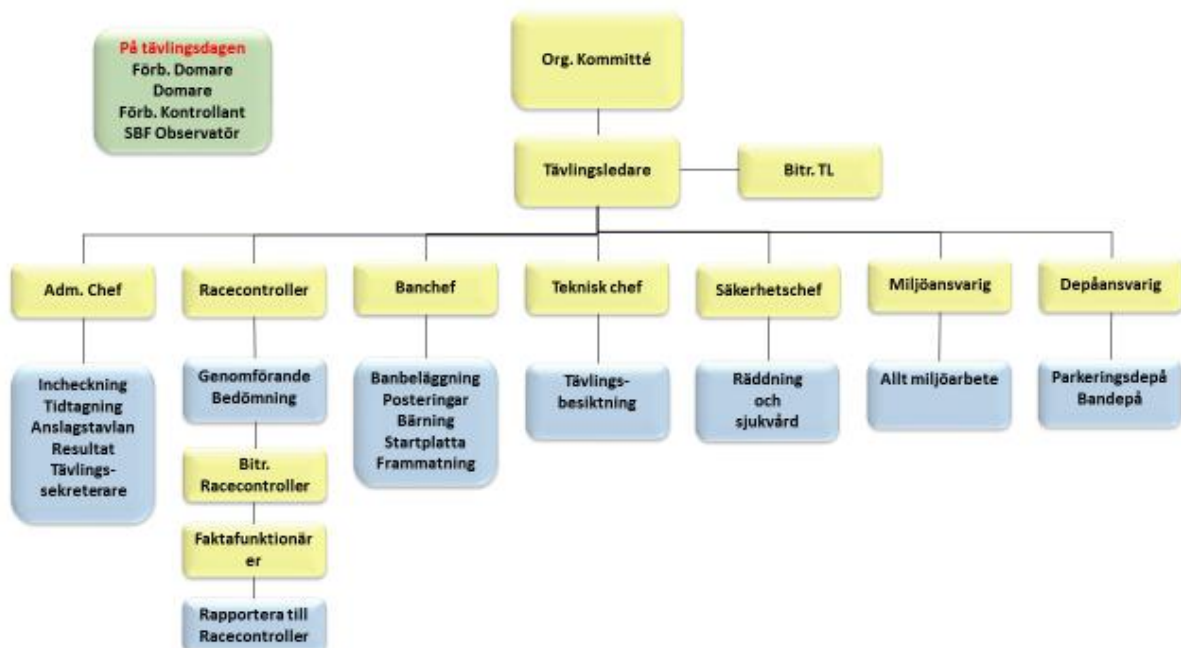 På tävlingsdagen
Förb. Domare
Domare
Förb. Kontrollant
SBF Observatör
Org. Kommitté
Tävlingsledare
Bitr. TL
Adm. Chef
Racecontroller
Banchef
Teknisk chef
Säkerhetschef
Miljöansvarig
Depåansvarig
Incheckning
Tidtagning
Anslagstavlan
Resultat
Tävlings-
sekreterare
Genomförande
Bedömning
Bitr.
Racecontroller
Faktafunktionär
er
Rapportera till
Racecontroller
Banbeläggning
Posteringar
Bärning
Startplatta
Frammatning
Tävlings-
besiktning
Räddning
och
sjukvård
Allt miljöarbete
Parkeringsdepå
Bandepå